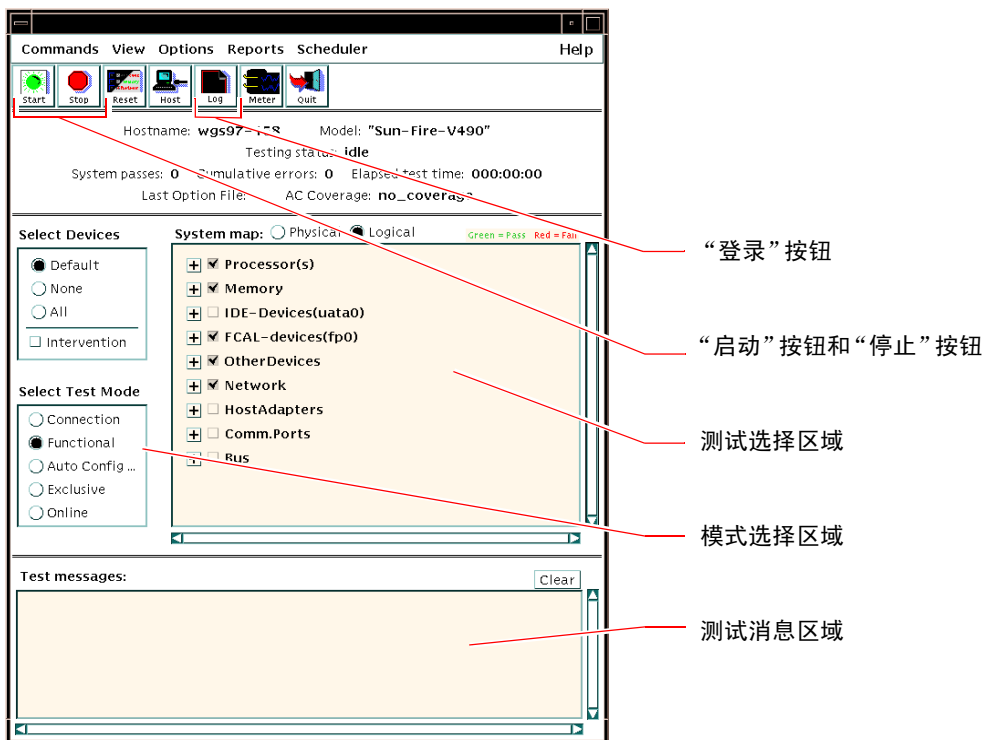 Commands View Options Reports Scheduler Help
Start Stop Reset Host Log Meter Quit
Hostname: wgs97-158 Model: "Sun-Fire-V490"
Testing status: idle
System passes: 0 Cumulative errors: 0 Elapsed test time: 000:00:00
Last Option File: AC Coverage: no_coverage
Select Devices
Default
None
All
Intervention
Select Test Mode
Connection
Functional
Auto Config ...
Exclusive
Online
System map: Physical Logical Green = Pass Red = Fail
Processor(s)
Memory
IDE-Devices(uata0)
FCAL-devices(fp0)
OtherDevices
Network
HostAdapters
Comm.Ports
Bus
Test messages: Clear
“登录”按钮
“启动”按钮和“停止”按钮
测试选择区域
模式选择区域
测试消息区域